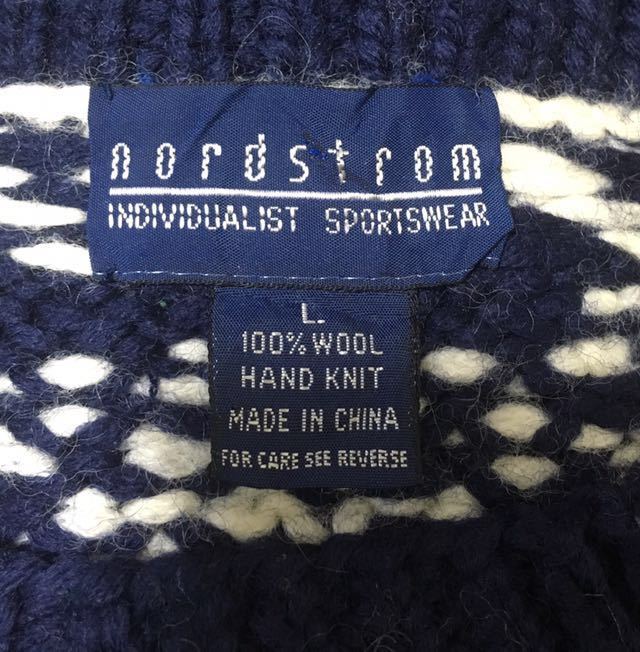 nordstrom
INDIVIDUALIST SPORTSWEAR
L.
100% WOOL
HAND KNIT
MADE IN CHINA
FOR CARE SEE REVERSE